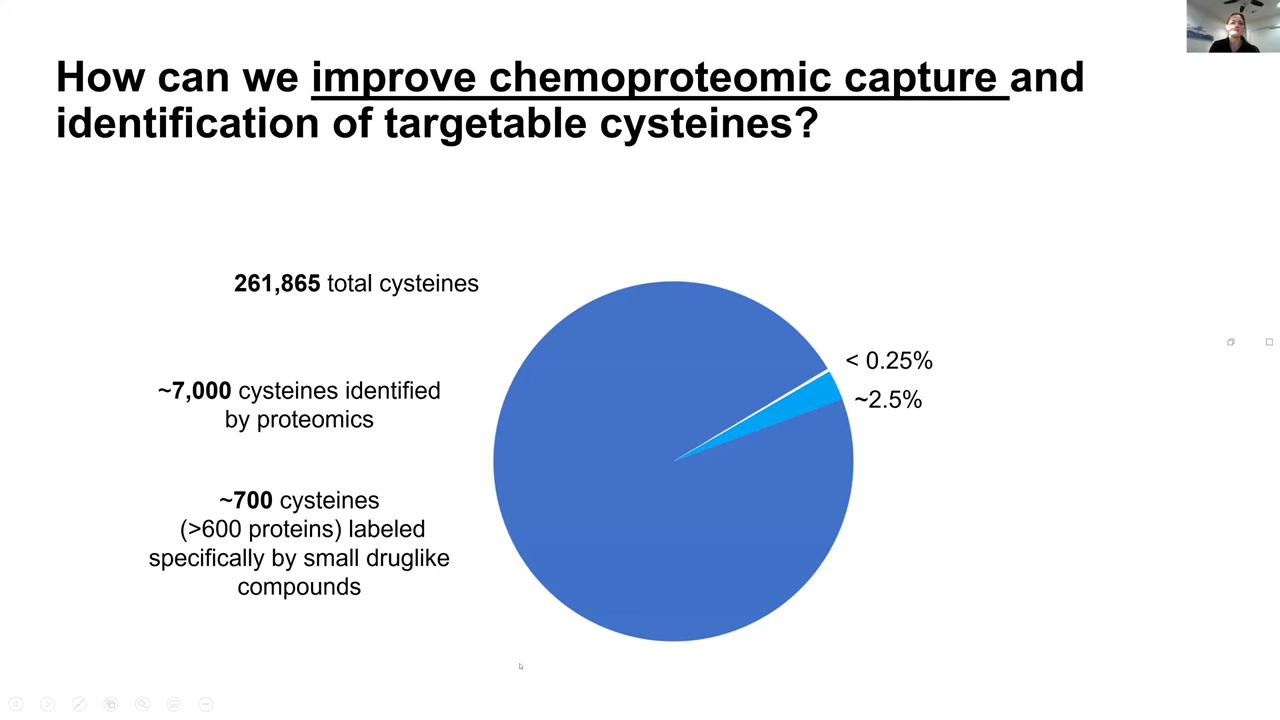 How can we improve chemoproteomic capture and
identification of targetable cysteines?
261,865 total cysteines
~7,000 cysteines identified
by proteomics
~700 cysteines
(>600 proteins) labeled
specifically by small druglike
compounds
< 0.25%
~2.5%